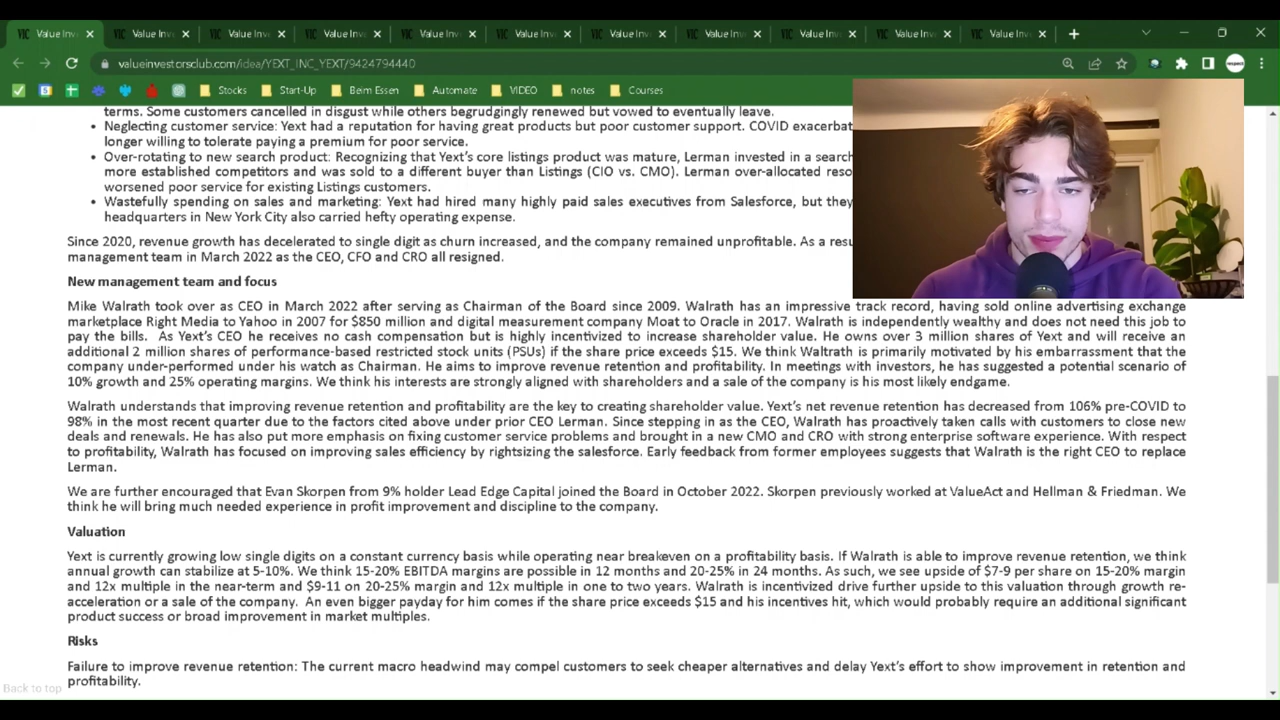 Value Inv
Value Inv
Value Inv
Value Inv
Value Inv
Value Inv
Value Inv
Value Inv
Value Inv
Value Inv
Value Inv
valueinvestorsclub.com/idea/YEXT_INC_YEXT/9424794440
Stocks
Start-Up
Beim Essen
Automate
VIDEO
notes
Courses
terms. Some customers cancelled in disgust while others begrudgingly renewed but vowed to eventually leave.
• Neglecting customer service: Yext had a reputation for having great products but poor customer support. COVID exacerbat
longer willing to tolerate paying a premium for poor service.
• Over-rotating to new search product: Recognizing that Yext's core listings product was mature, Lerman invested in a search
more established competitors and was sold to a different buyer than Listings (CIO vs. CMO). Lerman over-allocated reso
worsened poor service for existing Listings customers.
• Wastefully spending on sales and marketing: Yext had hired many highly paid sales executives from Salesforce, but they
headquarters in New York City also carried hefty operating expense.
Since 2020, revenue growth has decelerated to single digit as churn increased, and the company remained unprofitable. As a resu
management team in March 2022 as the CEO, CFO and CRO all resigned.
New management team and focus
Mike Walrath took over as CEO in March 2022 after serving as Chairman of the Board since 2009. Walrath has an impressive track record, having sold online advertising exchange
marketplace Right Media to Yahoo in 2007 for $850 million and digital measurement company Moat to Oracle in 2017. Walrath is independently wealthy and does not need this job to
pay the bills. As Yext's CEO he receives no cash compensation but is highly incentivized to increase shareholder value. He owns over 3 million shares of Yext and will receive an
additional 2 million shares of performance-based restricted stock units (PSUs) if the share price exceeds $15. We think Waltrath is primarily motivated by his embarrassment that the
company under-performed under his watch as Chairman. He aims to improve revenue retention and profitability. In meetings with investors, he has suggested a potential scenario of
10% growth and 25% operating margins. We think his interests are strongly aligned with shareholders and a sale of the company is his most likely endgame.
Walrath understands that improving revenue retention and profitability are the key to creating shareholder value. Yext's net revenue retention has decreased from 106% pre-COVID to
98% in the most recent quarter due to the factors cited above under prior CEO Lerman. Since stepping in as the CEO, Walrath has proactively taken calls with customers to close new
deals and renewals. He has also put more emphasis on fixing customer service problems and brought in a new CMO and CRO with strong enterprise software experience. With respect
to profitability, Walrath has focused on improving sales efficiency by rightsizing the salesforce. Early feedback from former employees suggests that Walrath is the right CEO to replace
Lerman.
We are further encouraged that Evan Skorpen from 9% holder Lead Edge Capital joined the Board in October 2022. Skorpen previously worked at ValueAct and Hellman & Friedman. We
think he will bring much needed experience in profit improvement and discipline to the company.
Valuation
Yext is currently growing low single digits on a constant currency basis while operating near breakeven on a profitability basis. If Walrath is able to improve revenue retention, we think
annual growth can stabilize at 5-10%. We think 15-20% EBITDA margins are possible in 12 months and 20-25% in 24 months. As such, we see upside of $7-9 per share on 15-20% margin
and 12x multiple in the near-term and $9-11 on 20-25% margin and 12x multiple in one to two years. Walrath is incentivized drive further upside to this valuation through growth re-
acceleration or a sale of the company. An even bigger payday for him comes if the share price exceeds $15 and his incentives hit, which would probably require an additional significant
product success or broad improvement in market multiples.
Risks
Failure to improve revenue retention: The current macro headwind may compel customers to seek cheaper alternatives and delay Yext's effort to show improvement in retention and
profitability.
Back to top